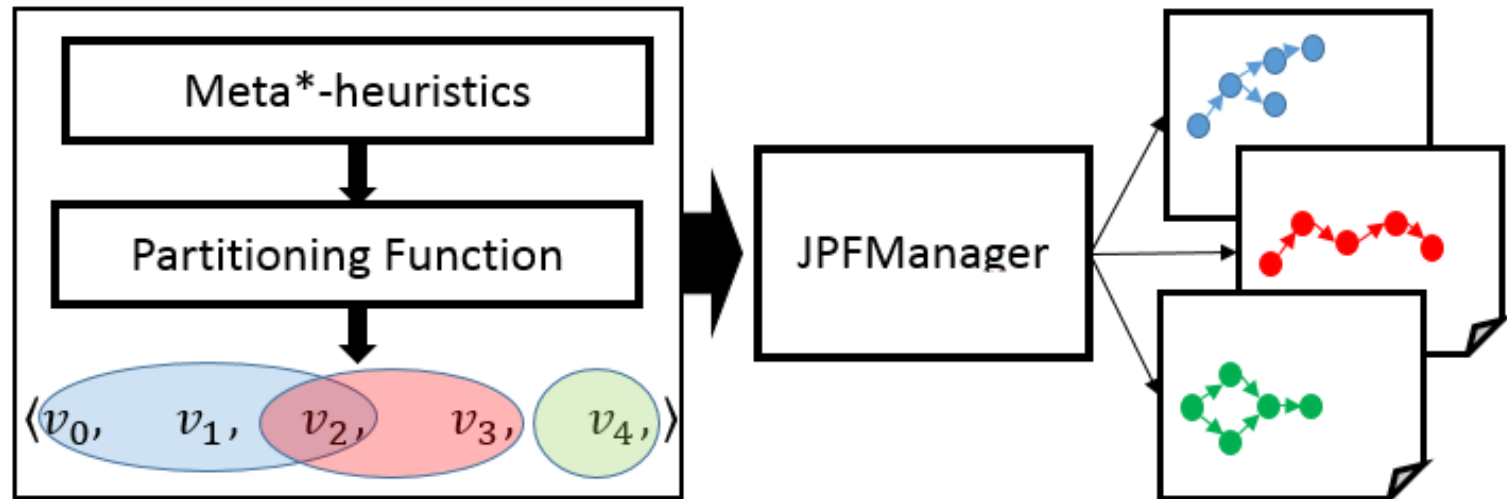 Meta*-heuristics
Partitioning Function
JPFManager
⟨v₀, v₁, v₂, v₃, v₄,⟩